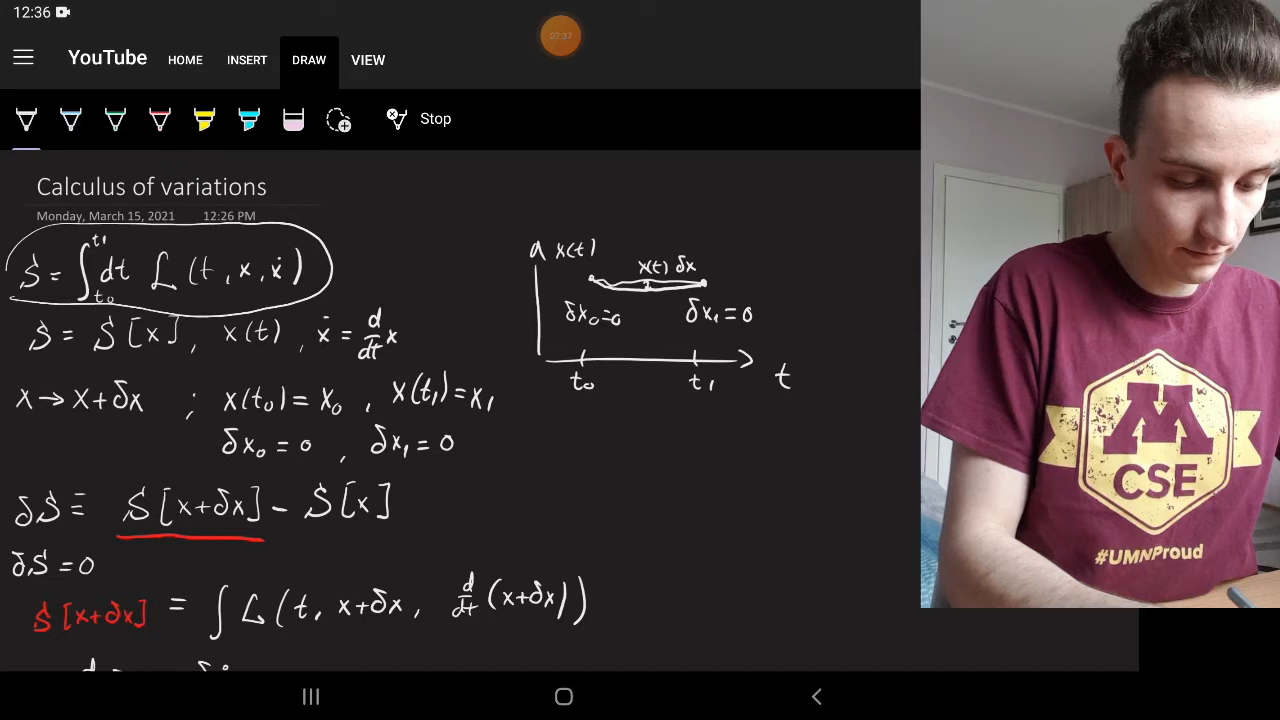 12:36
07:37
YouTube HOME INSERT DRAW VIEW
Stop
Calculus of variations
Monday, March 15, 2021 12:26 PM
S = ∫_{t₀}^{t₁} dt L (t, x, ẋ)
S = S[x], x(t), ẋ = d/dt x
x → x+δx ; x(t₀) = x₀, x(t₁) = x₁
δx₀ = 0, δx₁ = 0
δS = S[x+δx] - S[x]
δS = 0
S[x+δx] = ∫ L (t, x+δx, d/dt (x+δx))
x(t)
x(t) δx
δx₀=0 δx₁=0
t₀ t₁ t
M
CSE
#UMNProud